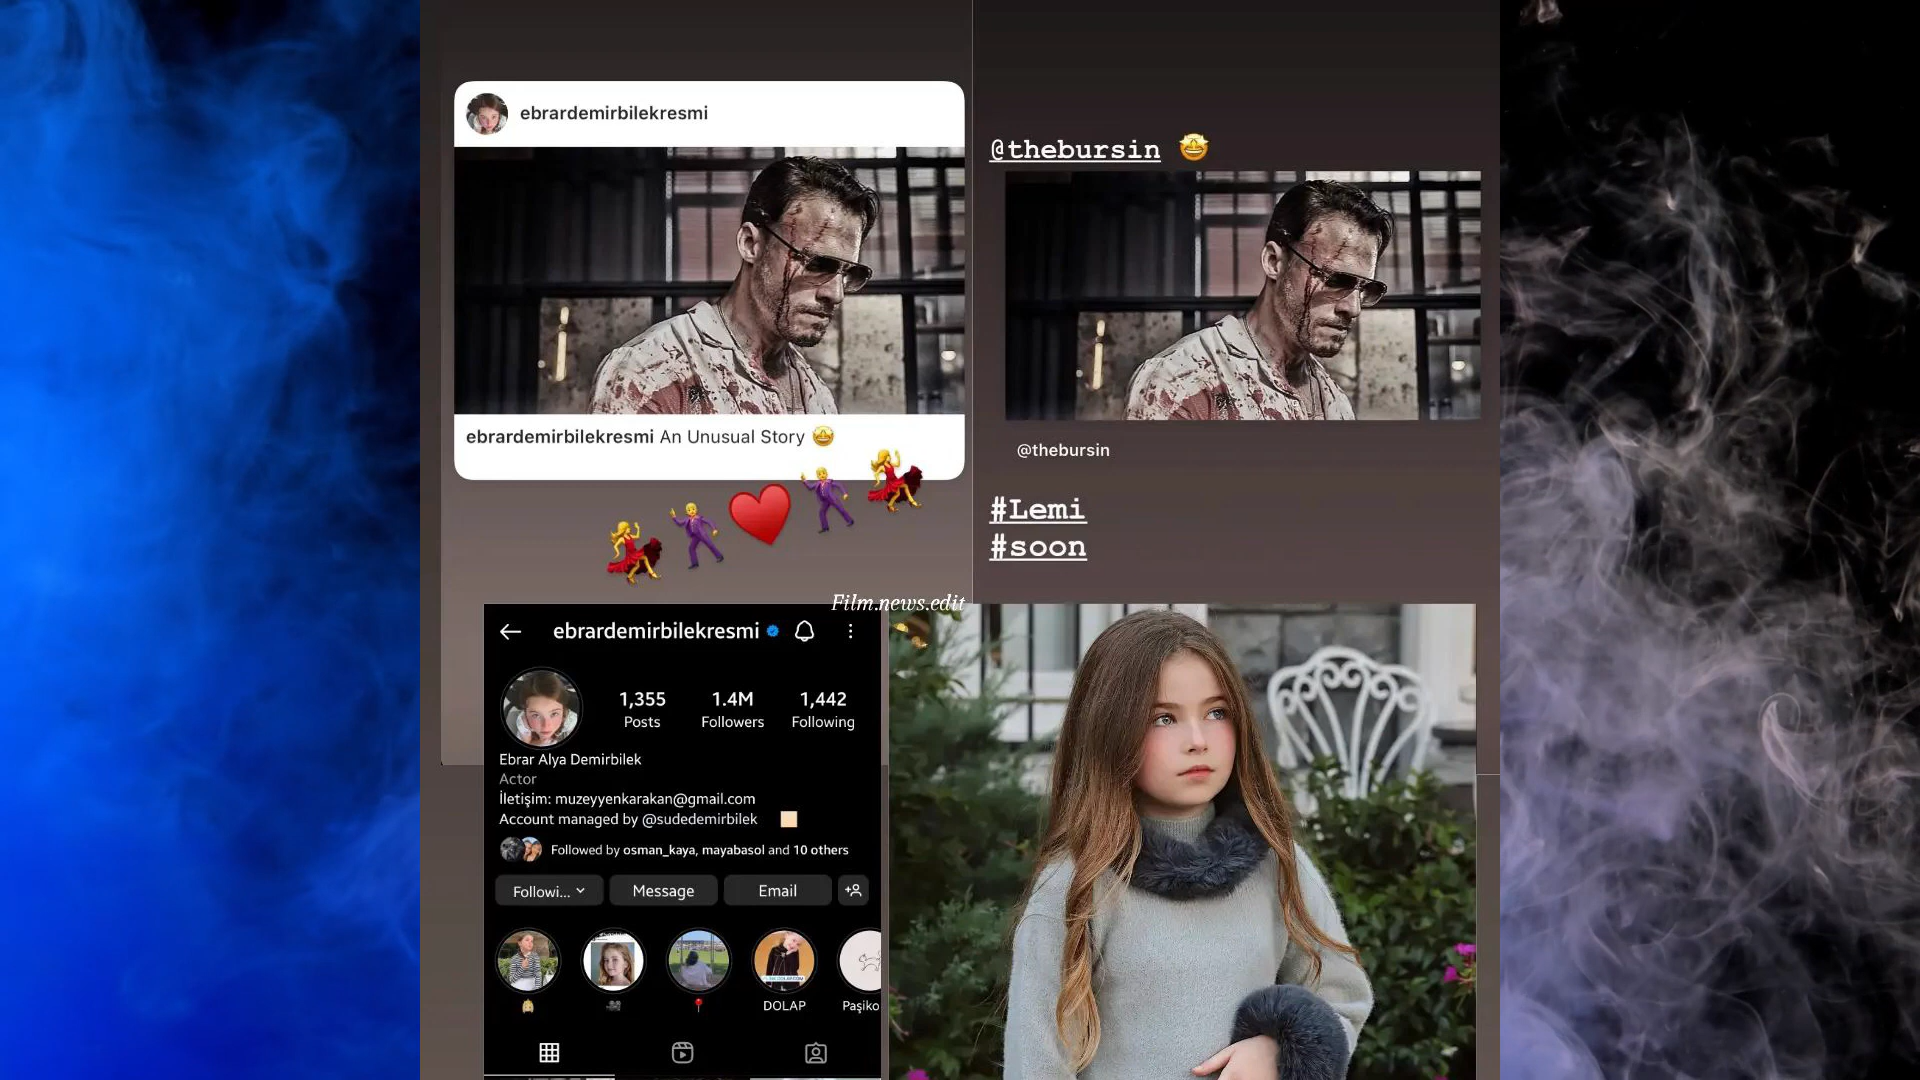 ebrardemirbilekresmi
ebrardemirbilekresmi An Unusual Story 🤩
@thebursin 🤩
@thebursin
#Lemi
#soon
Film.news.edit
ebrardemirbilekresmi
1,355 1.4M 1,442
Posts Followers Following
Ebrar Alya Demirbilek
Actor
İletişim: muzeyyenkarakan@gmail.com
Account managed by @sudedemirbilek
Followed by osman_kaya, mayabasol and 10 others
Followi... Message Email
DOLAP Paşiko